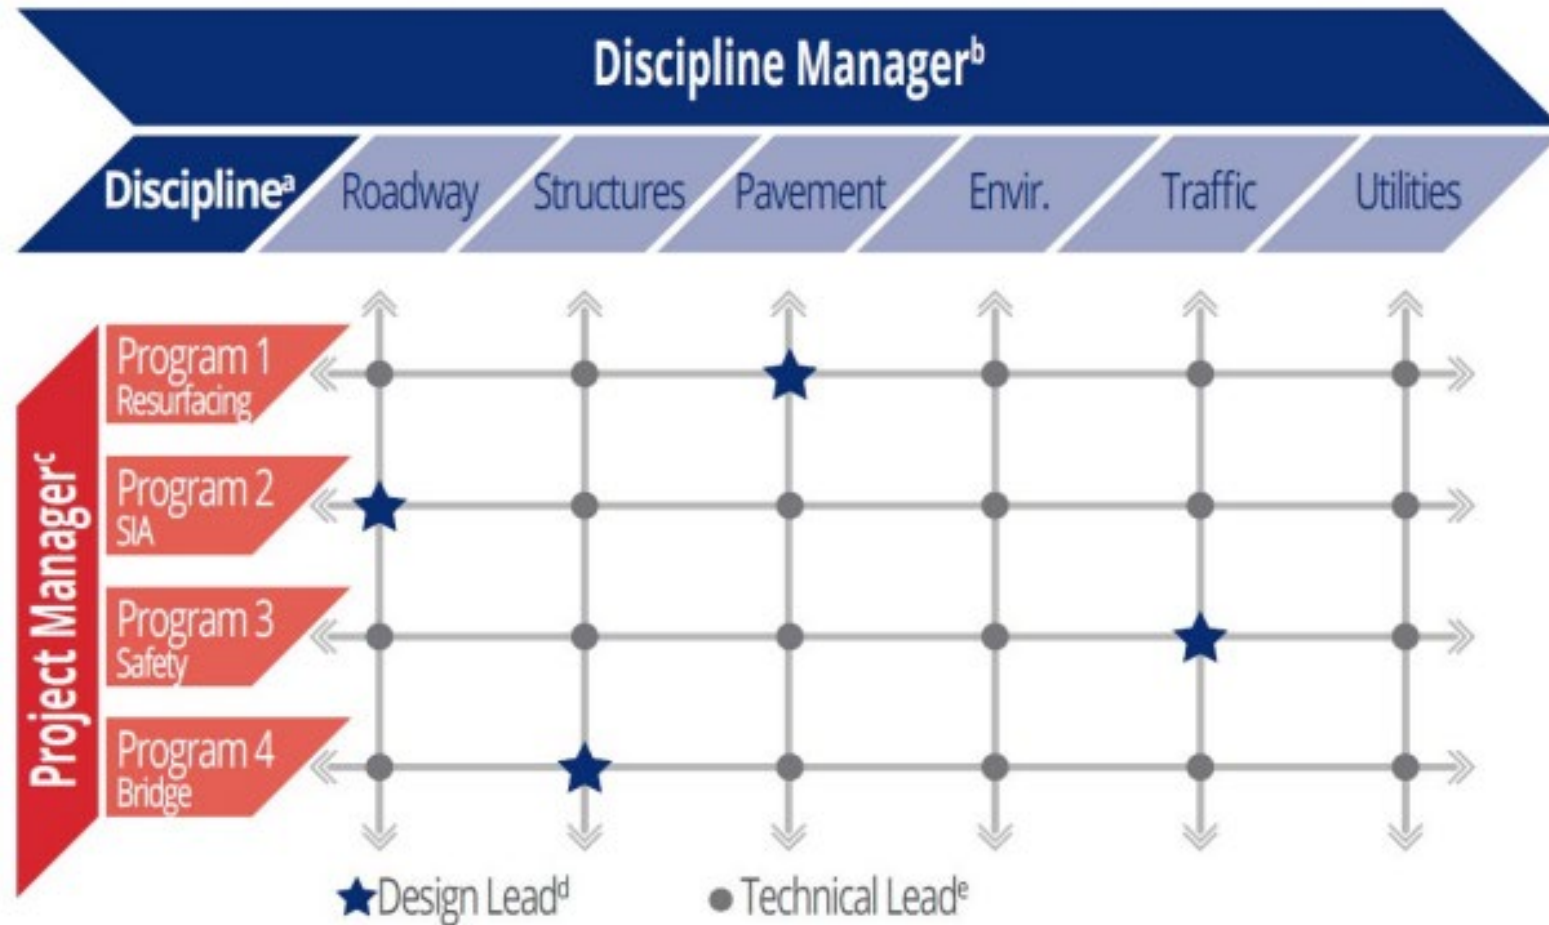 Discipline Managerᵇ
Disciplineᵃ Roadway Structures Pavement Envir. Traffic Utilities
Project Managerᶜ
Program 1
Resurfacing
Program 2
SIA
Program 3
Safety
Program 4
Bridge
Design Leadᵈ Technical Leadᵉ